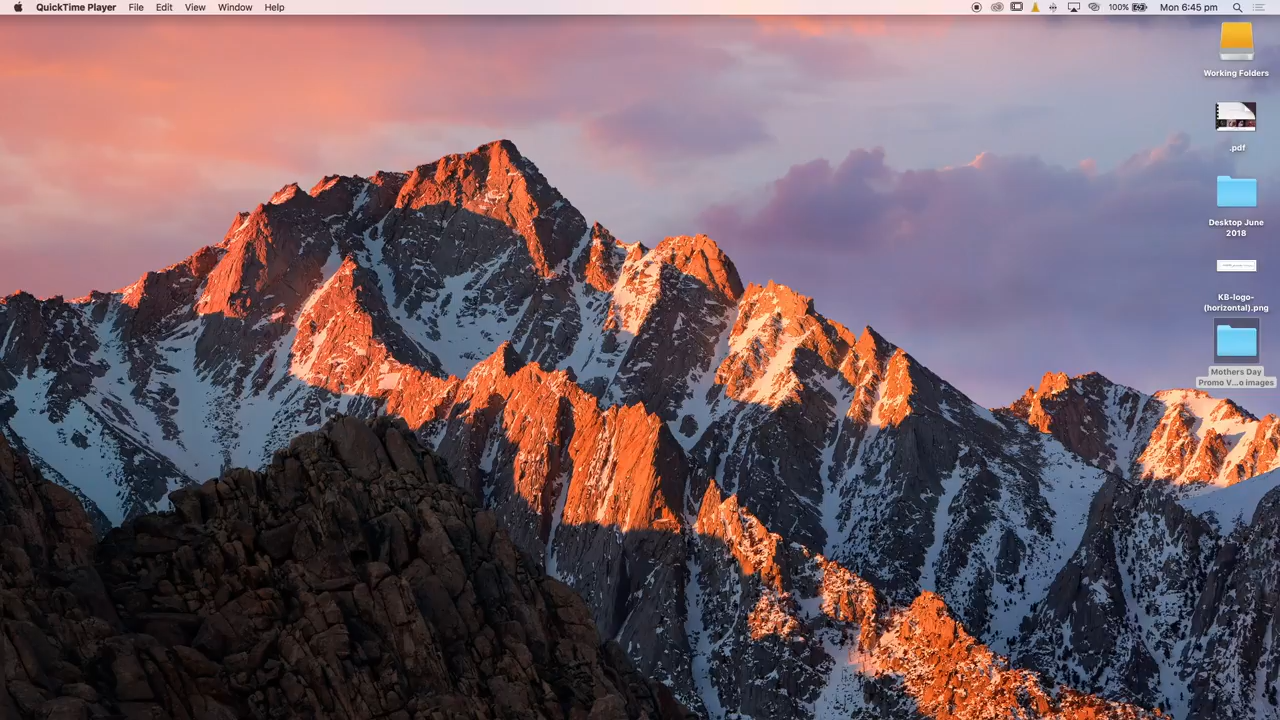 QuickTime Player File Edit View Window Help 100% Mon 6:45 pm
Working Folders
.pdf
Desktop June
2018
KB-logo-
(horizontal).png
Mothers Day
Promo V...o images